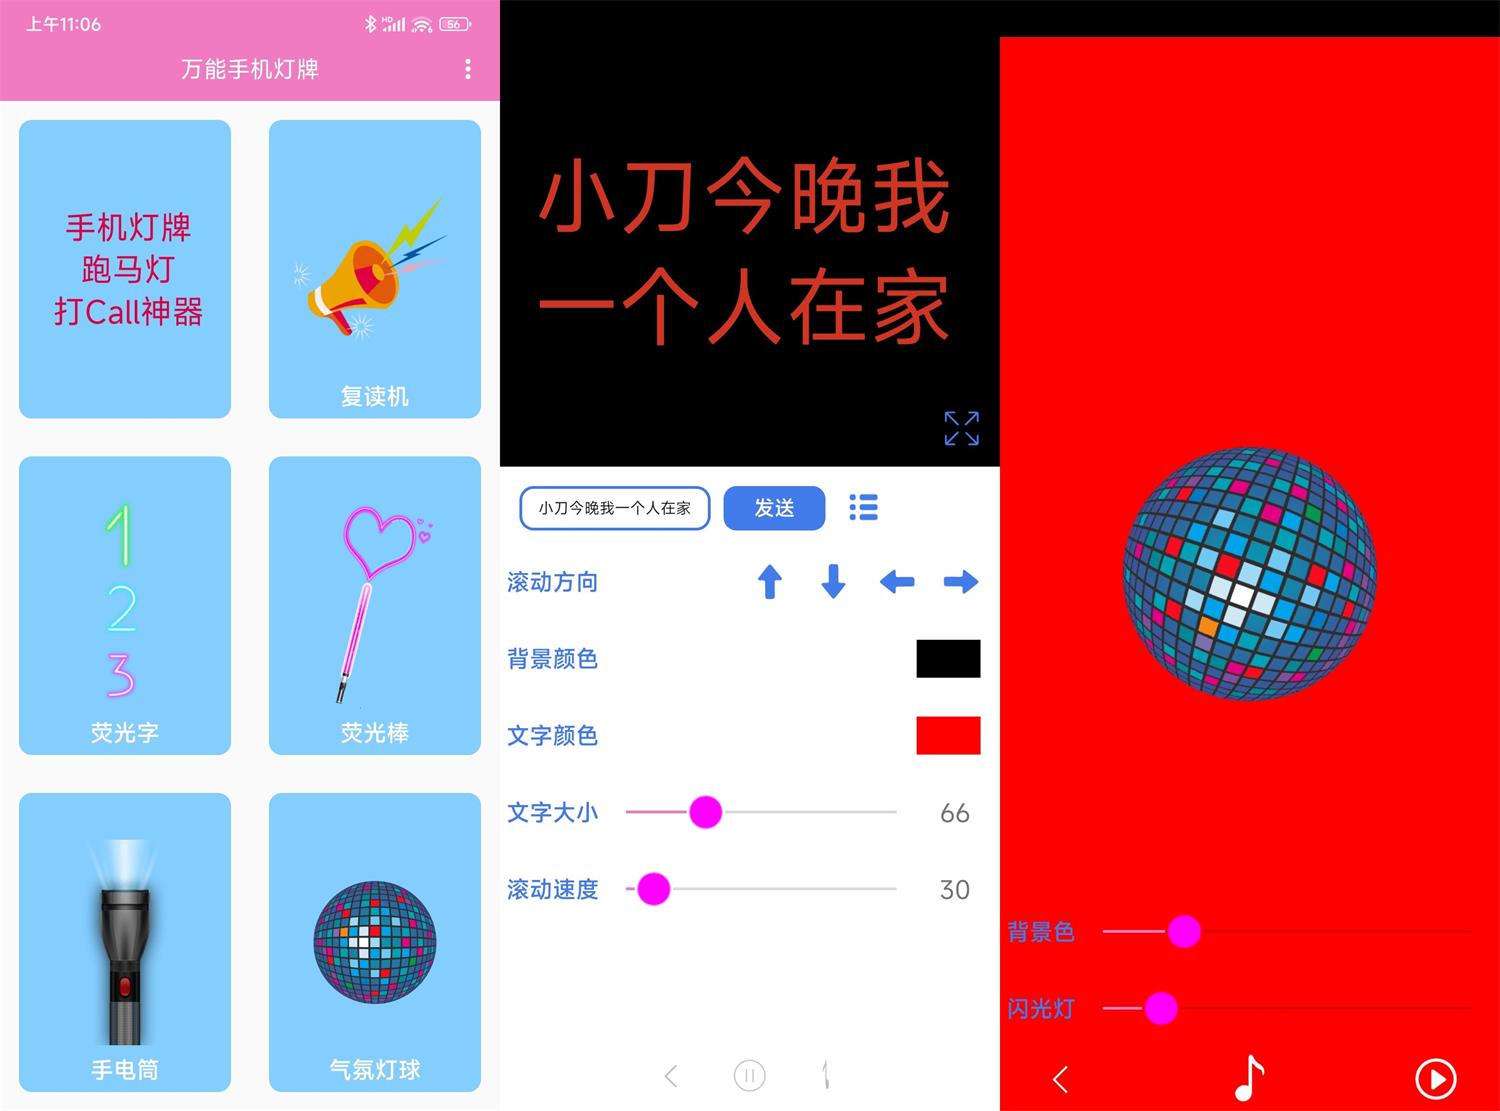 上午11:06
HD
56
万能手机灯牌
手机灯牌
跑马灯
打Call神器
复读机
1
2
3
荧光字
荧光棒
手电筒
气氛灯球
小刀今晚我
一个人在家
小刀今晚我一个人在家
发送
滚动方向
背景颜色
文字颜色
文字大小
66
滚动速度
30
背景色
闪光灯